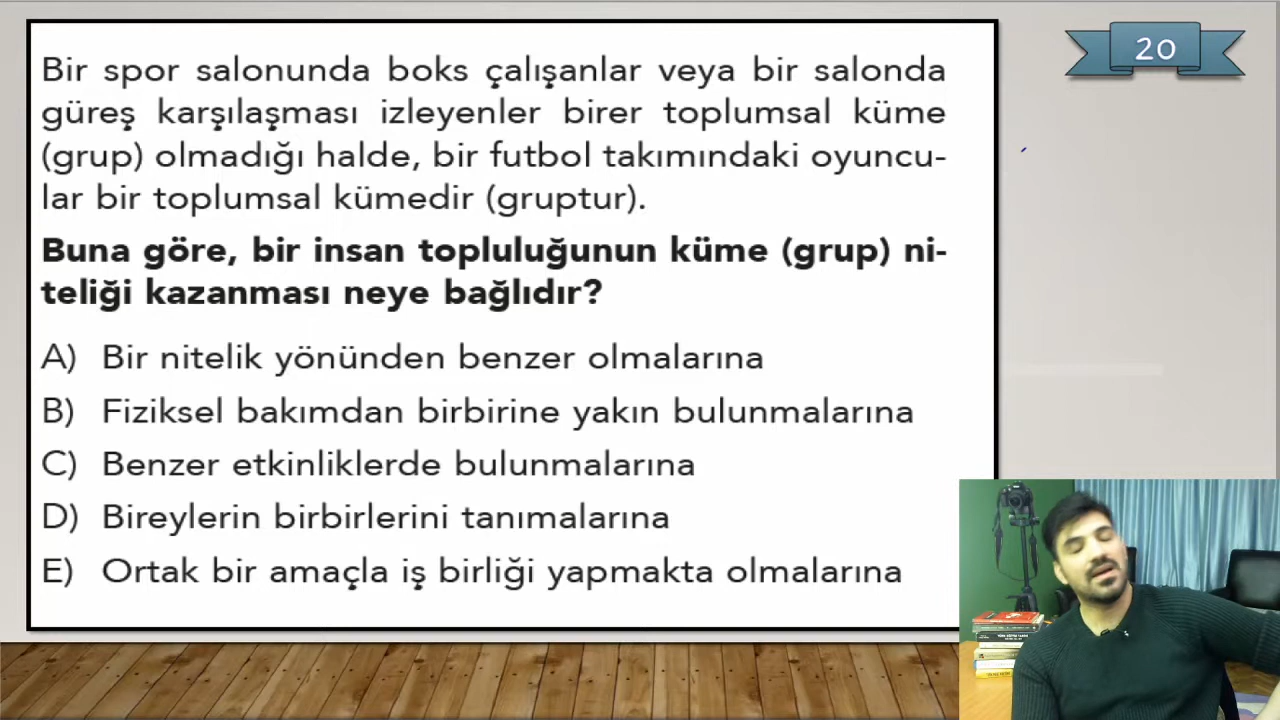 20
Bir spor salonunda boks çalışanlar veya bir salonda
güreş karşılaşması izleyenler birer toplumsal küme
(grup) olmadığı halde, bir futbol takımındaki oyuncu-
lar bir toplumsal kümedir (gruptur).
Buna göre, bir insan topluluğunun küme (grup) ni-
teliği kazanması neye bağlıdır?
A) Bir nitelik yönünden benzer olmalarına
B) Fiziksel bakımdan birbirine yakın bulunmalarına
C) Benzer etkinliklerde bulunmalarına
D) Bireylerin birbirlerini tanımalarına
E) Ortak bir amaçla iş birliği yapmakta olmalarına